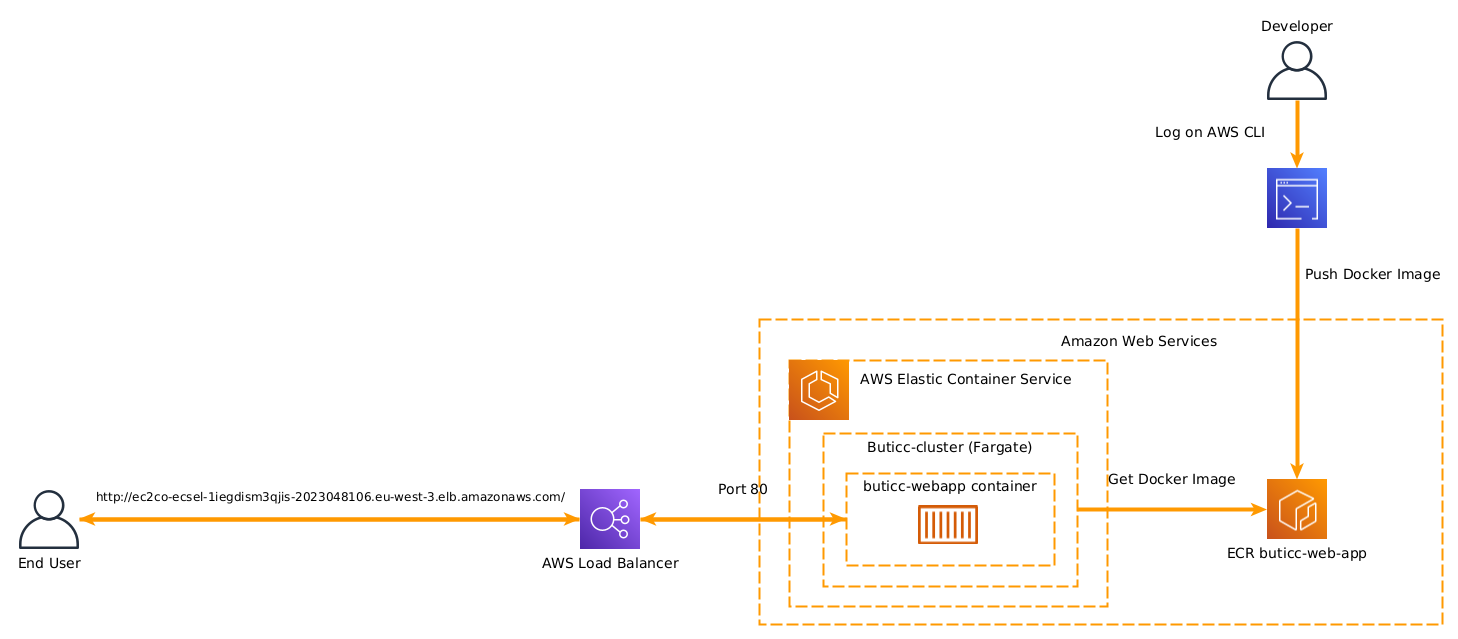 Developer
Log on AWS CLI
Push Docker Image
Amazon Web Services
AWS Elastic Container Service
Buticc-cluster (Fargate)
buticc-webapp container
Get Docker Image
Port 80
http://ec2co-ecsel-1iegdism3qjis-2023048106.eu-west-3.elb.amazonaws.com/
End User
AWS Load Balancer
ECR buticc-web-app